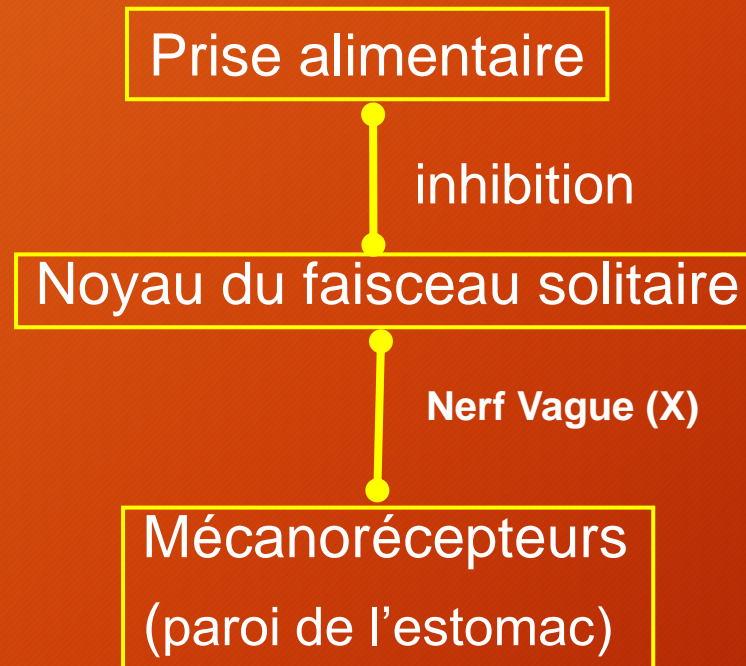 Prise alimentaire
inhibition
Noyau du faisceau solitaire
Nerf Vague (X)
Mécanorécepteurs
(paroi de l’estomac)